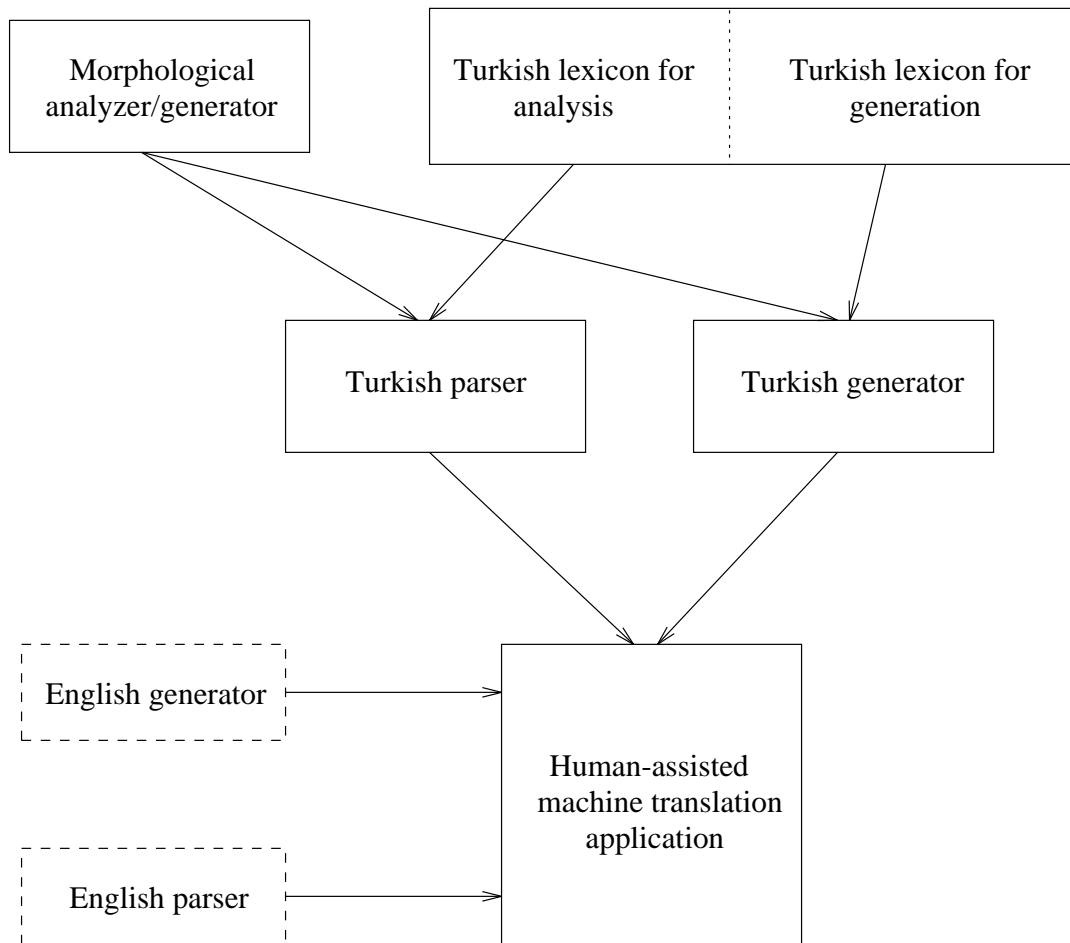 Morphological
analyzer/generator
Turkish lexicon for
analysis
Turkish lexicon for
generation
Turkish parser
Turkish generator
English generator
Human-assisted
machine translation
application
English parser